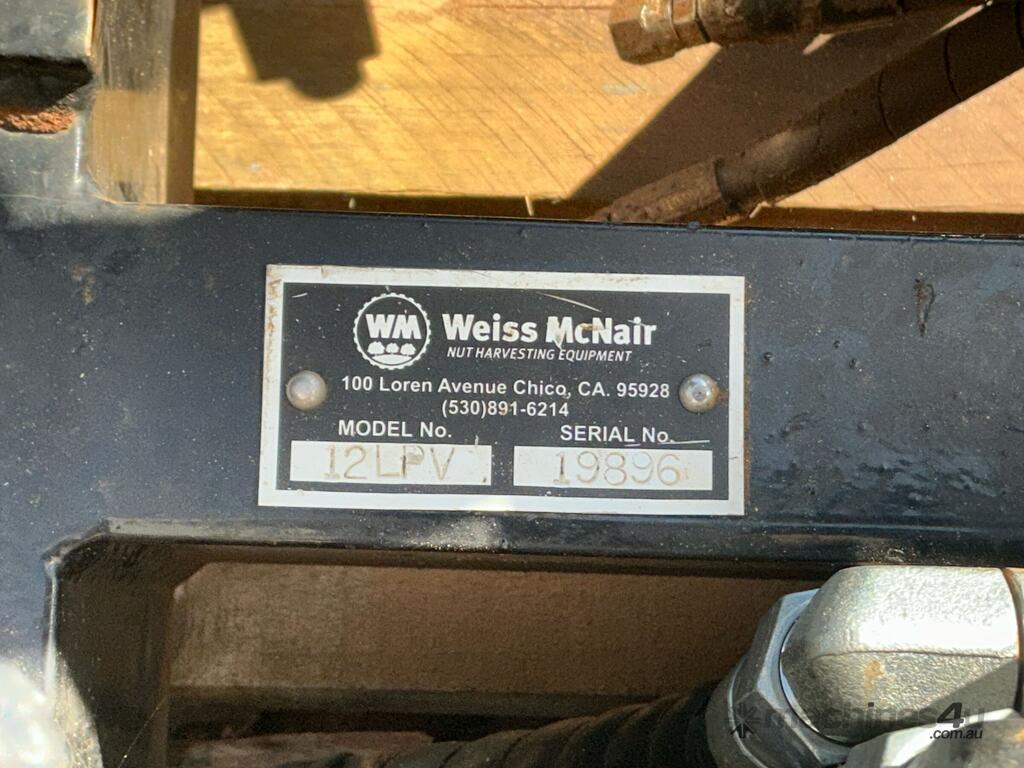 WM
Weiss McNair
NUT HARVESTING EQUIPMENT
100 Loren Avenue Chico, CA. 95928
(530)891-6214
MODEL No. SERIAL No.
12LPV 19896
machines4u
.com.au